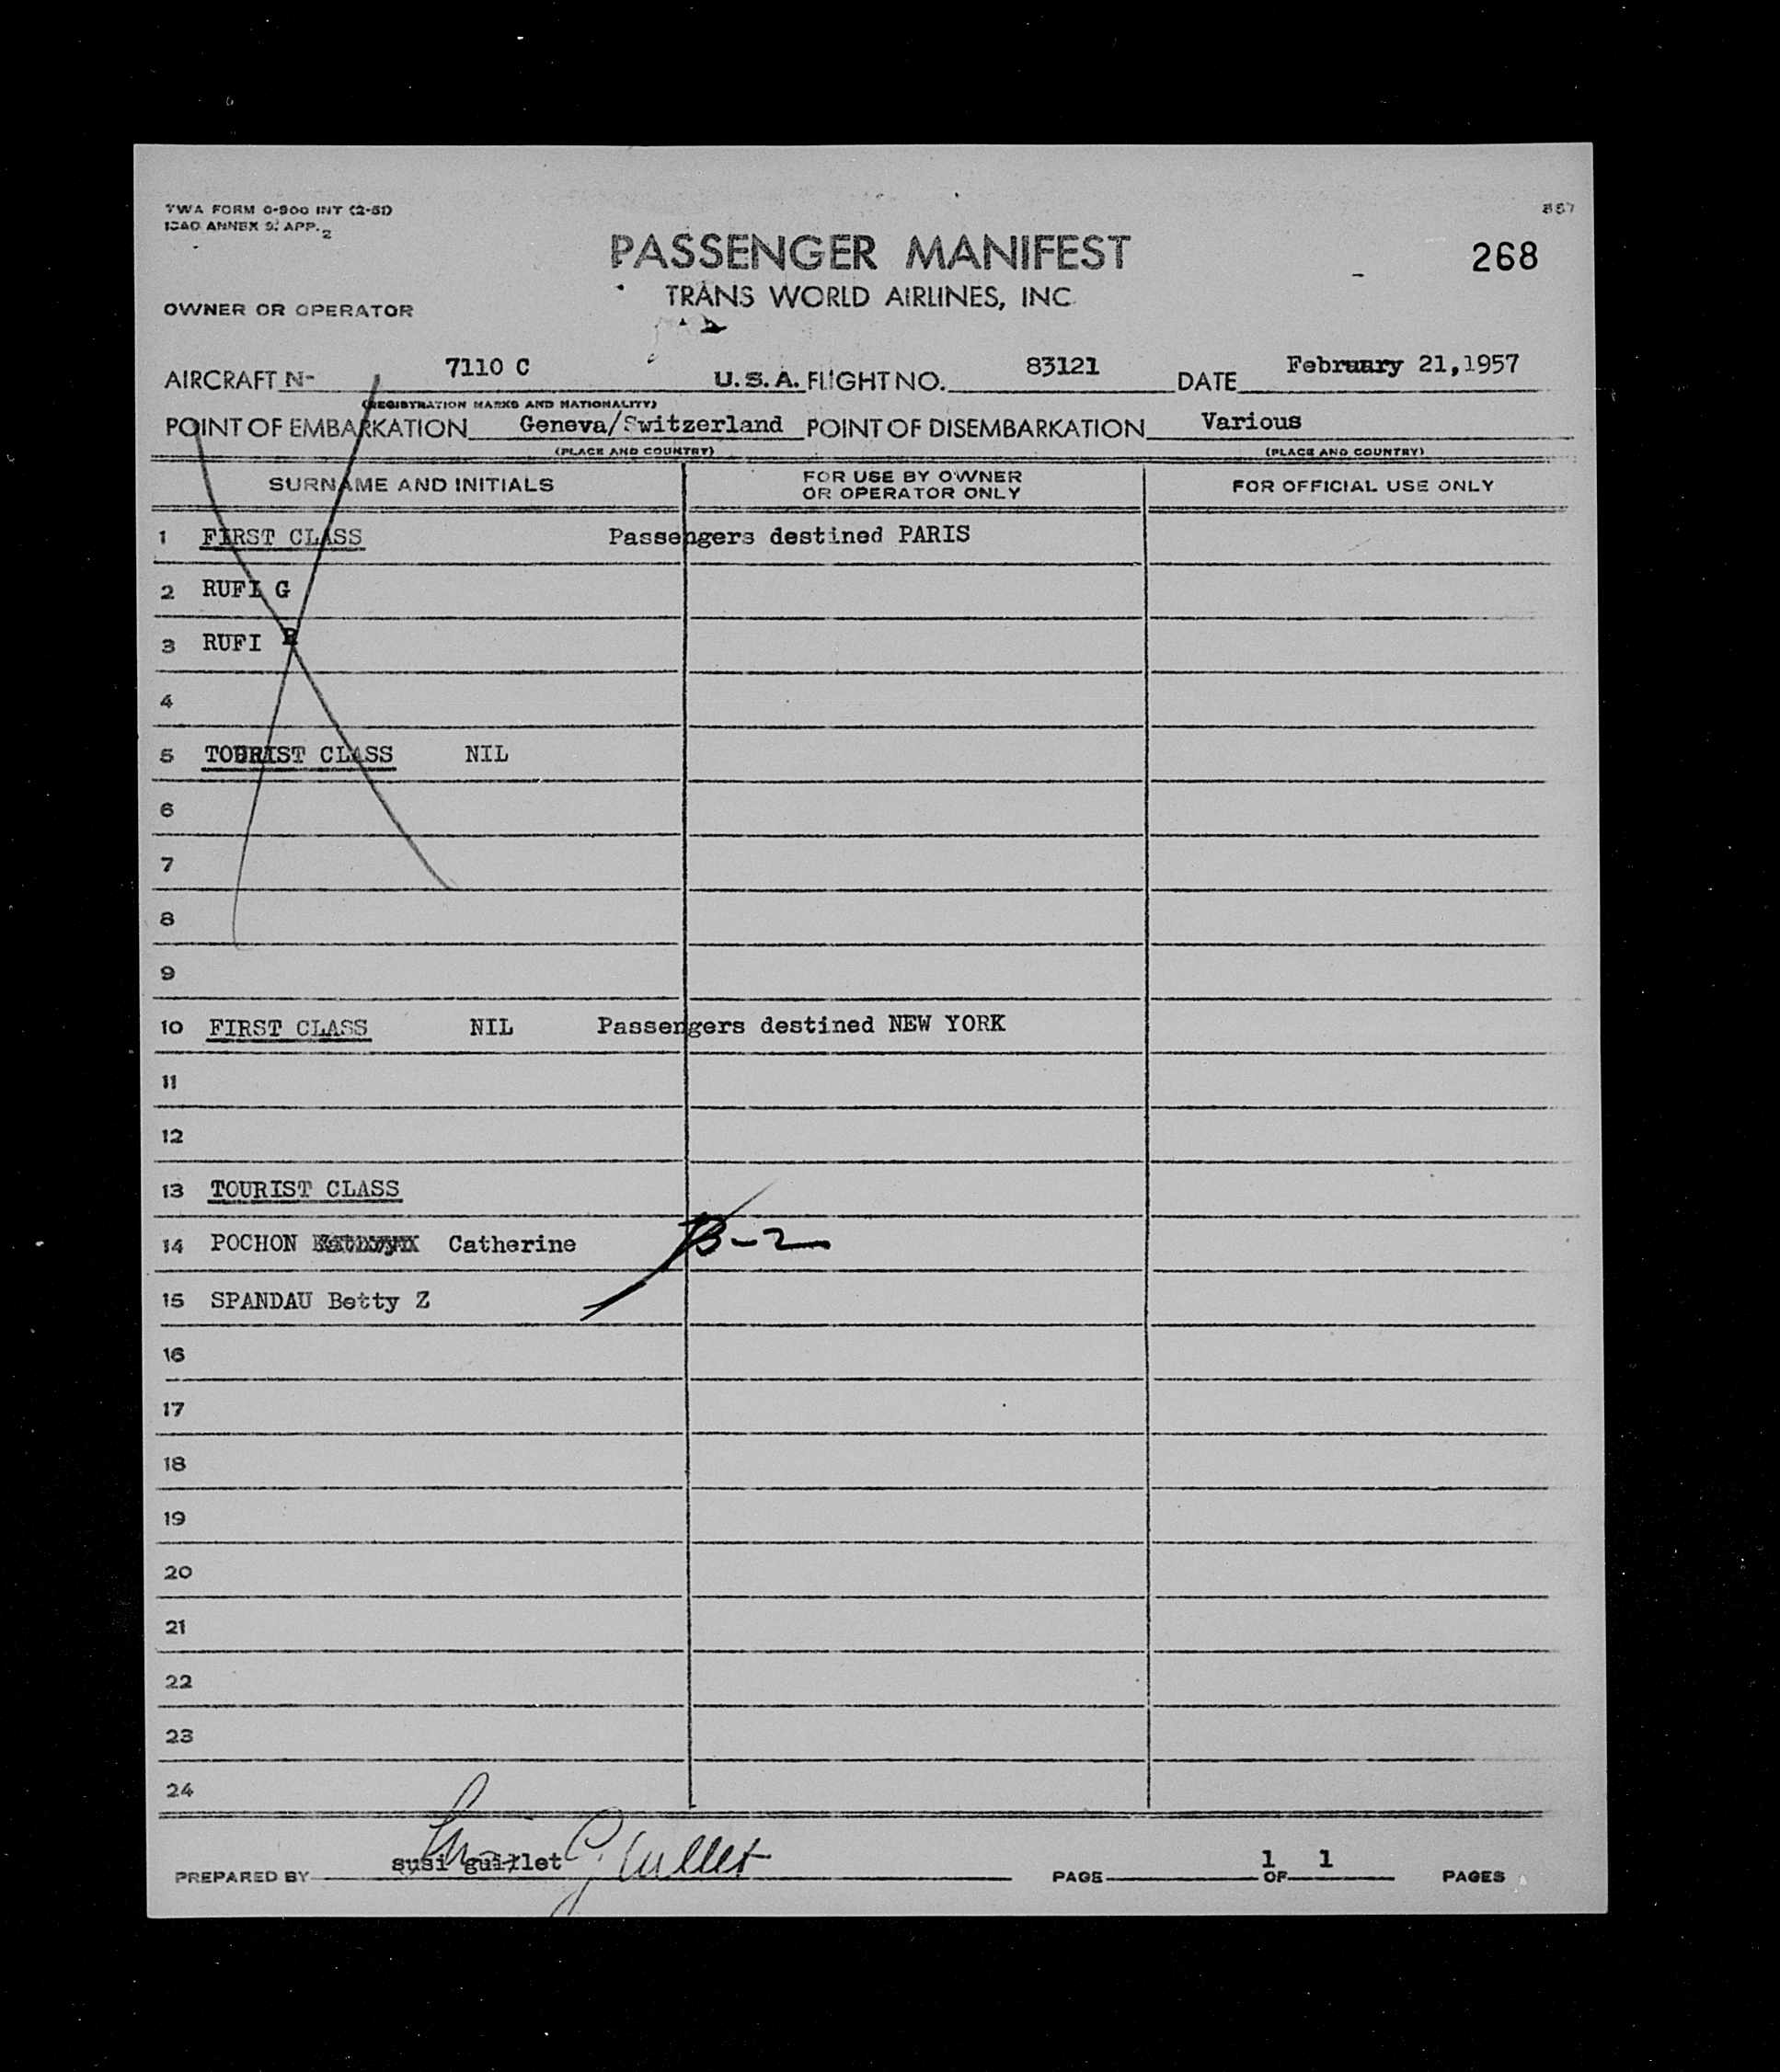 TWA FORM O-900 INT (2-51)
ICAO ANNEX 9, APP. 2
PASSENGER MANIFEST
268
TRANS WORLD AIRLINES, INC.
OWNER OR OPERATOR
AIRCRAFT N- 7110 C U.S.A. FLIGHT NO. 83121 DATE February 21,1957
(REGISTRATION MARKS AND NATIONALITY)
POINT OF EMBARKATION Geneva/Switzerland POINT OF DISEMBARKATION Various
(PLACE AND COUNTRY) (PLACE AND COUNTRY)
SURNAME AND INITIALS FOR USE BY OWNER OR OPERATOR ONLY FOR OFFICIAL USE ONLY
1 FIRST CLASS Passengers destined PARIS
2 RUFI G
3 RUFI
4
5 TOURIST CLASS NIL
6
7
8
9
10 FIRST CLASS NIL Passengers destined NEW YORK
11
12
13 TOURIST CLASS
14 POCHON Catherine B-2
15 SPANDAU Betty Z
16
17
18
19
20
21
22
23
24
PREPARED BY susi guillet PAGE 1 OF 1 PAGES